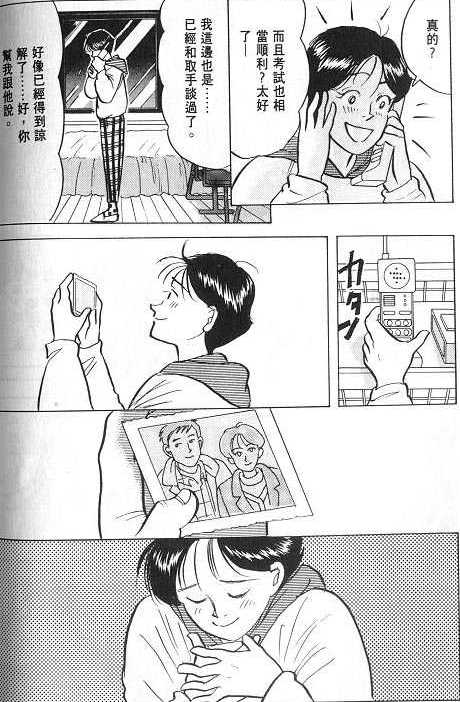 真的？
而且考試也相
當順利？太好
了—
我這邊也是……
已經和取手談過了。
好像已經得到諒
解了……好，你
幫我跟他說。
カタン